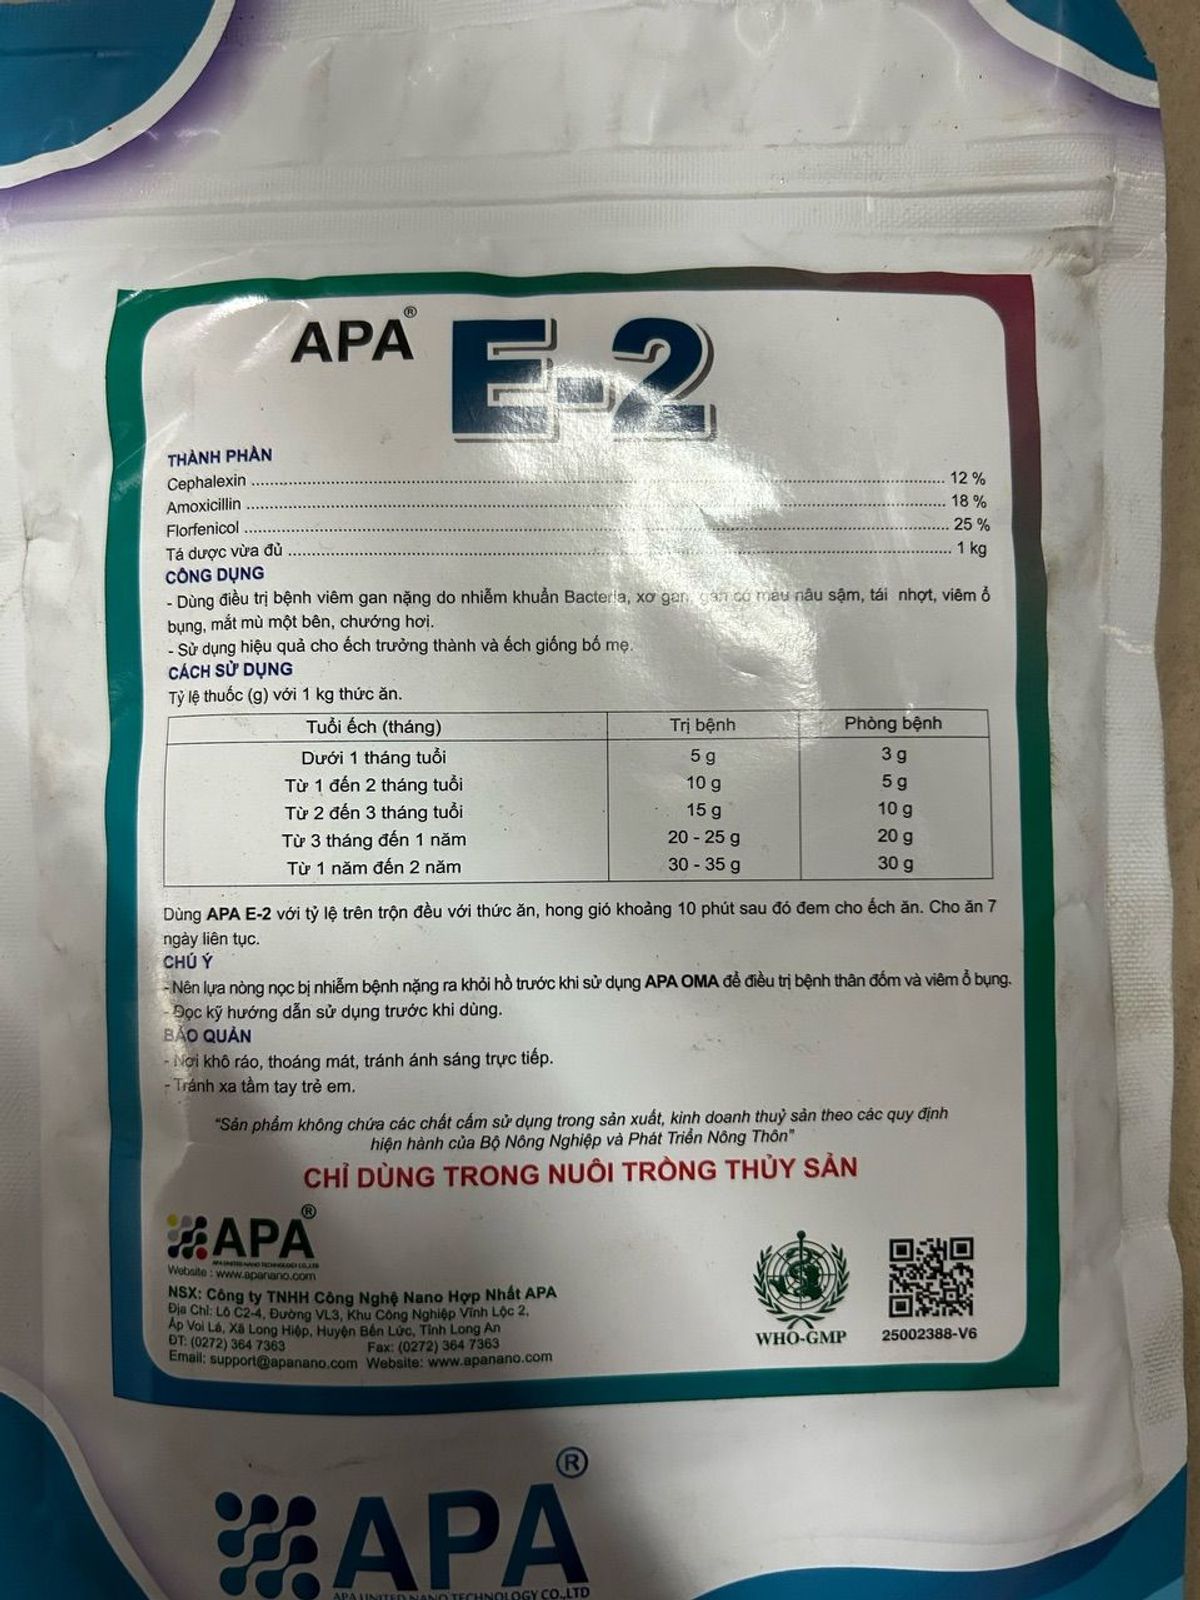 APA® E-2
THÀNH PHẦN
Cephalexin ........ 12 %
Amoxicillin ........ 18 %
Florfenicol ........ 25 %
Tá dược vừa đủ ........ 1 kg
CÔNG DỤNG
- Dùng điều trị bệnh viêm gan nặng do nhiễm khuẩn Bacteria, xơ gan, gan có màu nâu sậm, tái nhợt, viêm ổ
bụng, mắt mù một bên, chướng hơi.
- Sử dụng hiệu quả cho ếch trưởng thành và ếch giống bố mẹ.
CÁCH SỬ DỤNG
Tỷ lệ thuốc (g) với 1 kg thức ăn.
Tuổi ếch (tháng) Trị bệnh Phòng bệnh
Dưới 1 tháng tuổi 5 g 3 g
Từ 1 đến 2 tháng tuổi 10 g 5 g
Từ 2 đến 3 tháng tuổi 15 g 10 g
Từ 3 tháng đến 1 năm 20 - 25 g 20 g
Từ 1 năm đến 2 năm 30 - 35 g 30 g
Dùng APA E-2 với tỷ lệ trên trộn đều với thức ăn, hong gió khoảng 10 phút sau đó đem cho ếch ăn. Cho ăn 7
ngày liên tục.
CHÚ Ý
- Nên lựa nòng nọc bị nhiễm bệnh nặng ra khỏi hồ trước khi sử dụng APA OMA để điều trị bệnh thân đốm và viêm ổ bụng.
- Đọc kỹ hướng dẫn sử dụng trước khi dùng.
BẢO QUẢN
- Nơi khô ráo, thoáng mát, tránh ánh sáng trực tiếp.
- Tránh xa tầm tay trẻ em.
"Sản phẩm không chứa các chất cấm sử dụng trong sản xuất, kinh doanh thuỷ sản theo các quy định
hiện hành của Bộ Nông Nghiệp và Phát Triển Nông Thôn"
CHỈ DÙNG TRONG NUÔI TRỒNG THỦY SẢN
APA®
APA UNITED NANO TECHNOLOGY CO.,LTD
Website : www.apanano.com
NSX: Công ty TNHH Công Nghệ Nano Hợp Nhất APA
Địa Chỉ: Lô C2-4, Đường VL3, Khu Công Nghiệp Vĩnh Lộc 2,
Ấp Voi Lá, Xã Long Hiệp, Huyện Bến Lức, Tỉnh Long An
ĐT: (0272) 364 7363 Fax: (0272) 364 7363
Email: support@apanano.com Website: www.apanano.com
WHO-GMP
25002388-V6
APA®
APA UNITED NANO TECHNOLOGY CO.,LTD